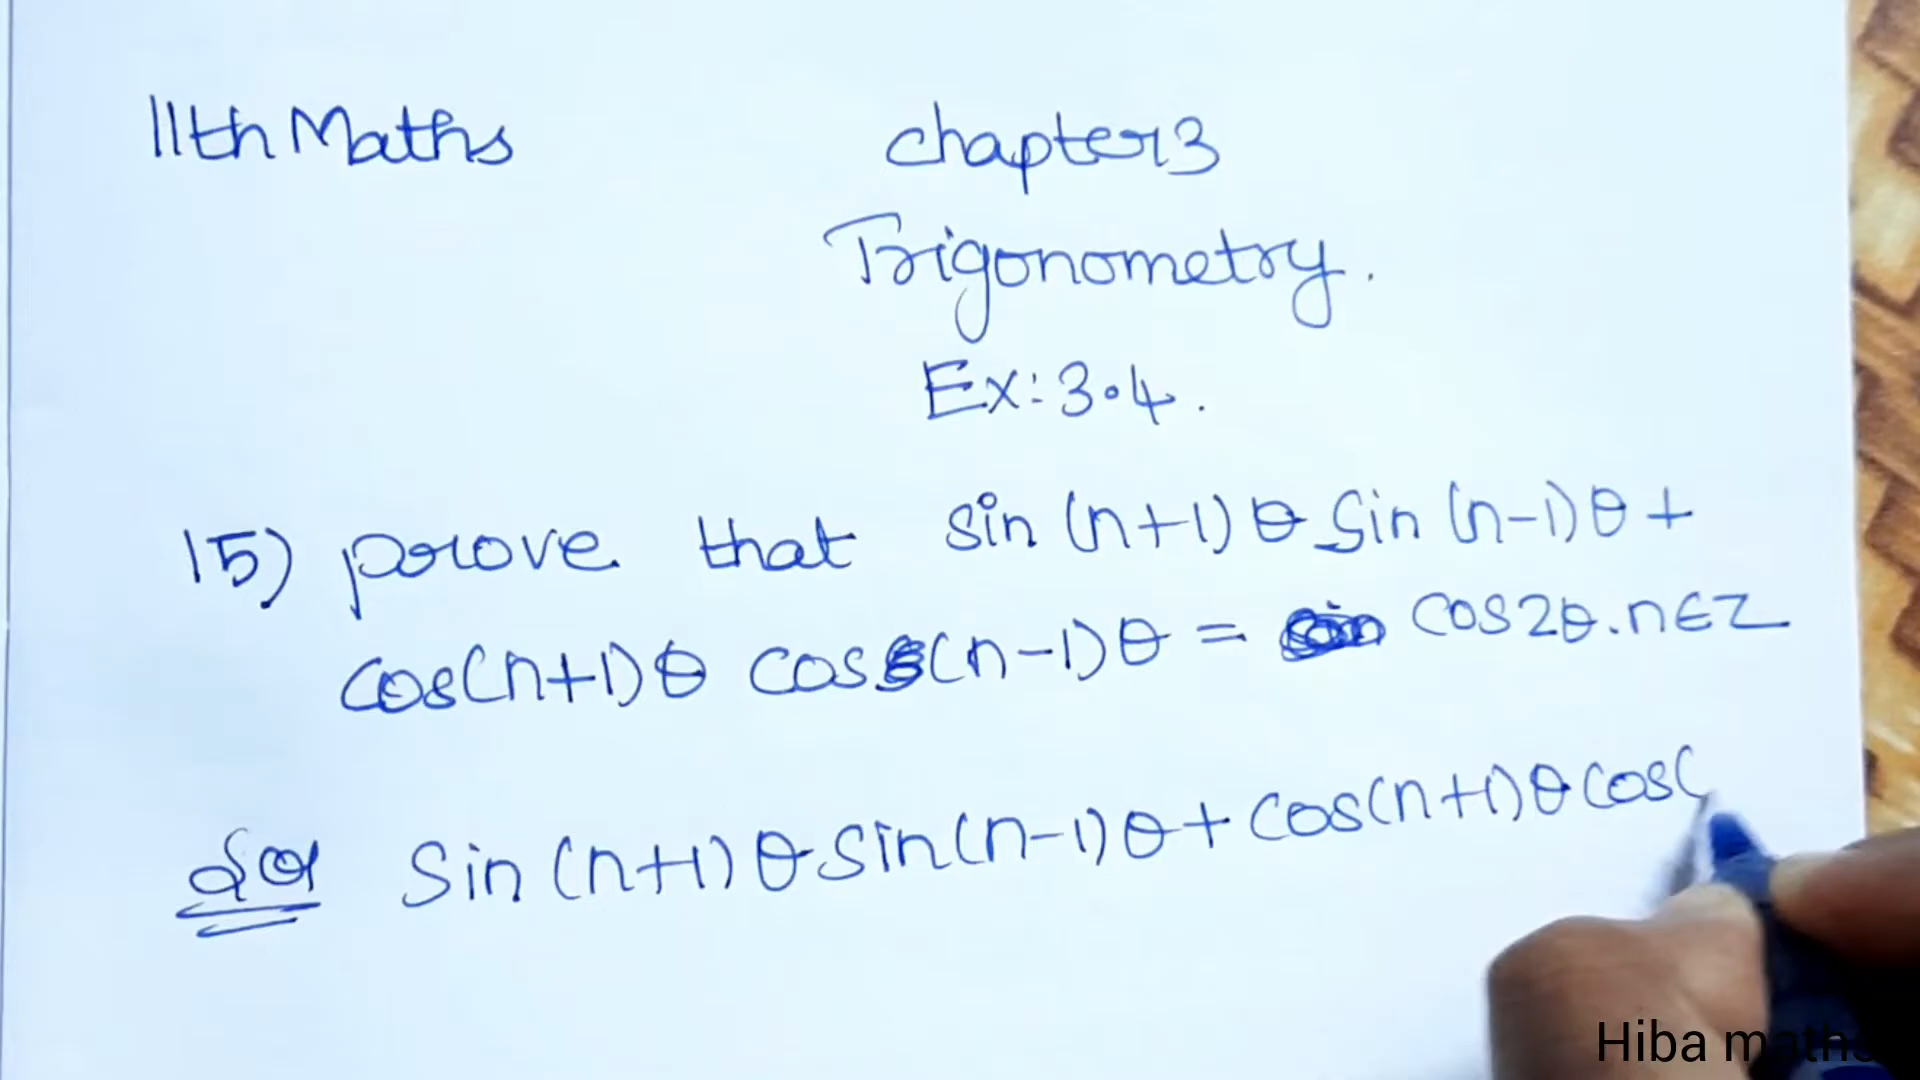 11th Maths chapter 3
Trigonometry.
Ex: 3.4.
15) prove that sin (n+1) θ sin (n-1) θ +
cos(n+1) θ cos(n-1) θ = cos2θ. n∈Z
Sol sin (n+1) θ sin(n-1) θ + cos(n+1) θ cos(
Hiba maths